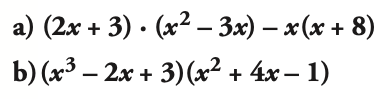 a) (2x + 3) · (x² – 3x) – x(x + 8)
b) (x³ – 2x + 3)(x² + 4x – 1)